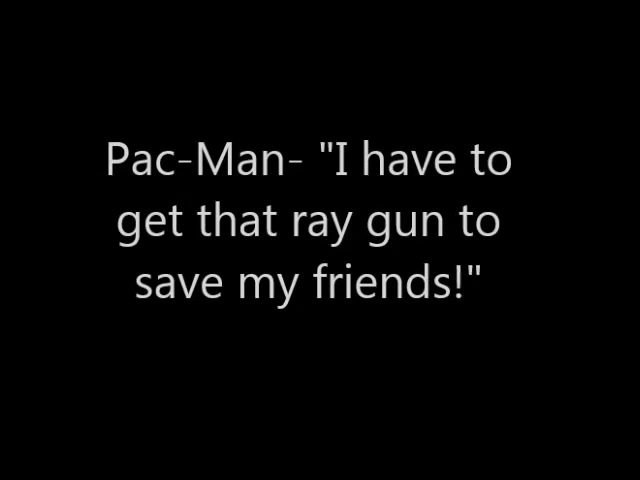 Pac-Man- "I have to
get that ray gun to
save my friends!"